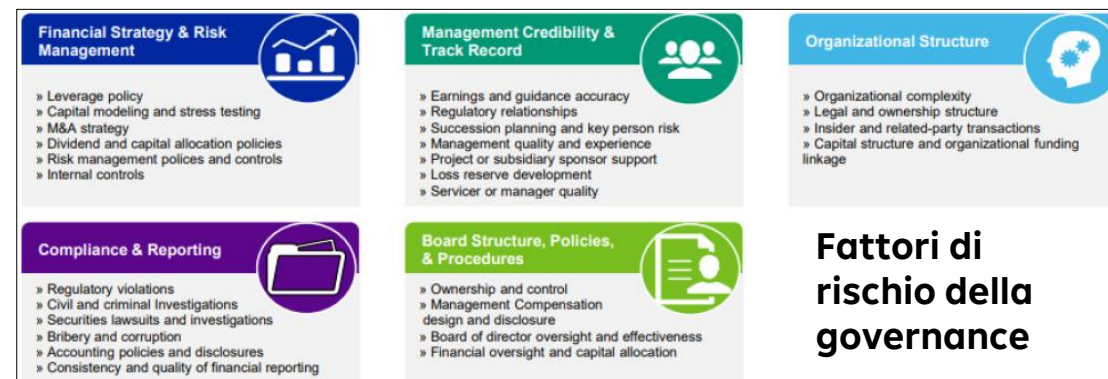 Financial Strategy & Risk
Management
» Leverage policy
» Capital modeling and stress testing
» M&A strategy
» Dividend and capital allocation policies
» Risk management polices and controls
» Internal controls
Management Credibility &
Track Record
» Earnings and guidance accuracy
» Regulatory relationships
» Succession planning and key person risk
» Management quality and experience
» Project or subsidiary sponsor support
» Loss reserve development
» Servicer or manager quality
Organizational Structure
» Organizational complexity
» Legal and ownership structure
» Insider and related-party transactions
» Capital structure and organizational funding
linkage
Compliance & Reporting
» Regulatory violations
» Civil and criminal Investigations
» Securities lawsuits and investigations
» Bribery and corruption
» Accounting policies and disclosures
» Consistency and quality of financial reporting
Board Structure, Policies,
& Procedures
» Ownership and control
» Management Compensation
design and disclosure
» Board of director oversight and effectiveness
» Financial oversight and capital allocation
Fattori di
rischio della
governance